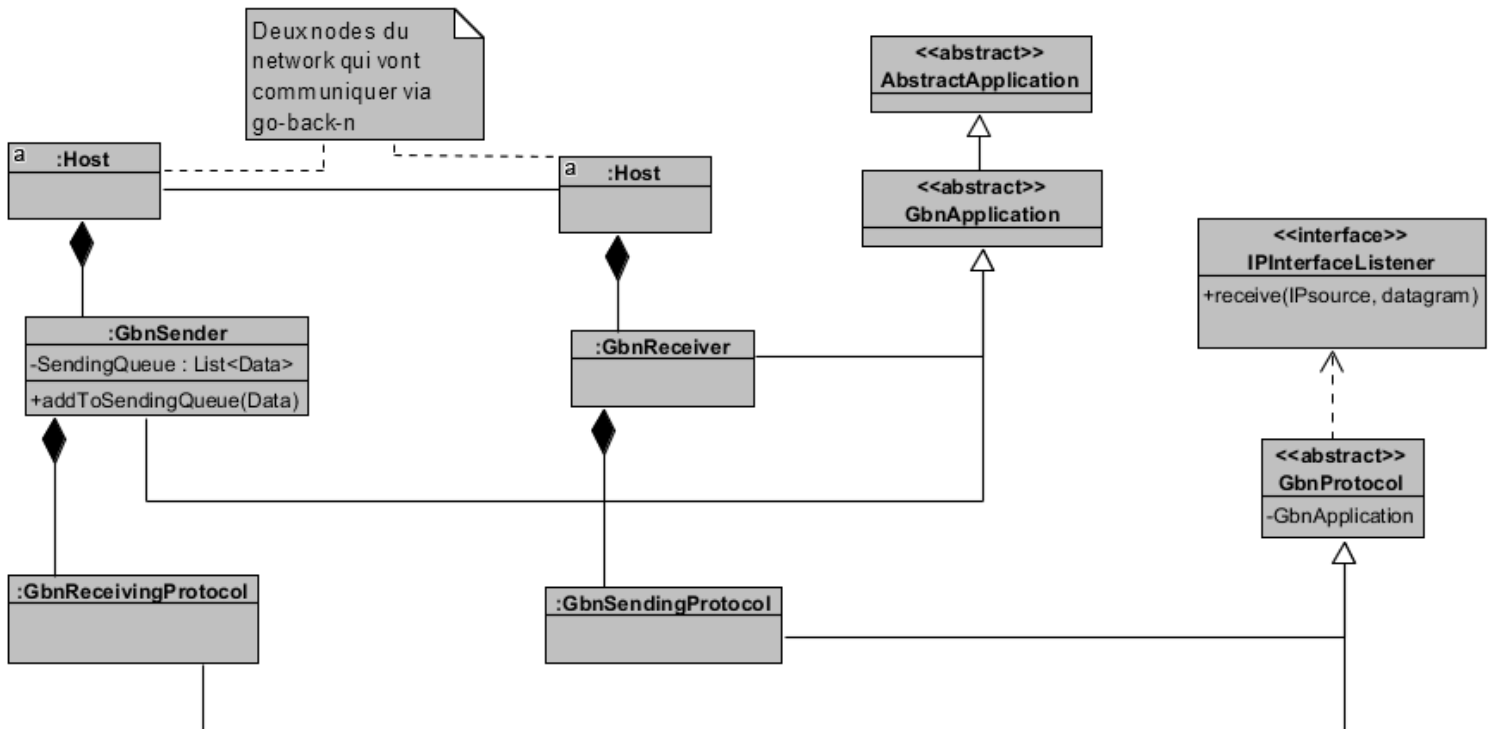 Deux nodes du
network qui vont
communiquer via
go-back-n
<<abstract>>
AbstractApplication
a :Host
a :Host
<<abstract>>
GbnApplication
<<interface>>
IPInterfaceListener
+receive(IPsource, datagram)
:GbnSender
-SendingQueue : List<Data>
+addToSendingQueue(Data)
:GbnReceiver
<<abstract>>
GbnProtocol
-GbnApplication
:GbnReceivingProtocol
:GbnSendingProtocol